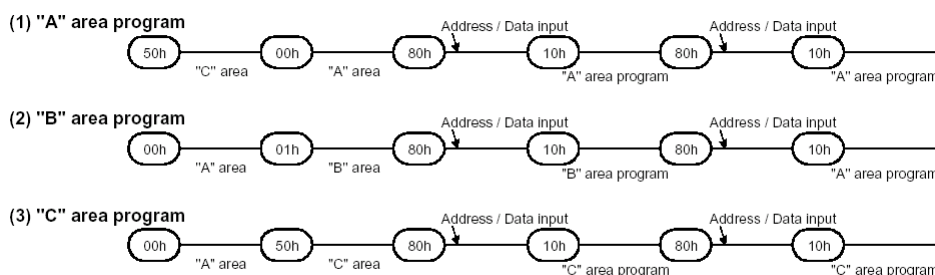 (1) "A" area program
Address / Data input Address / Data input
50h 00h 80h 10h 80h 10h
"C" area "A" area "A" area program "A" area program
(2) "B" area program
Address / Data input Address / Data input
00h 01h 80h 10h 80h 10h
"A" area "B" area "B" area program "A" area program
(3) "C" area program
Address / Data input Address / Data input
00h 50h 80h 10h 80h 10h
"A" area "C" area "C" area program "C" area program